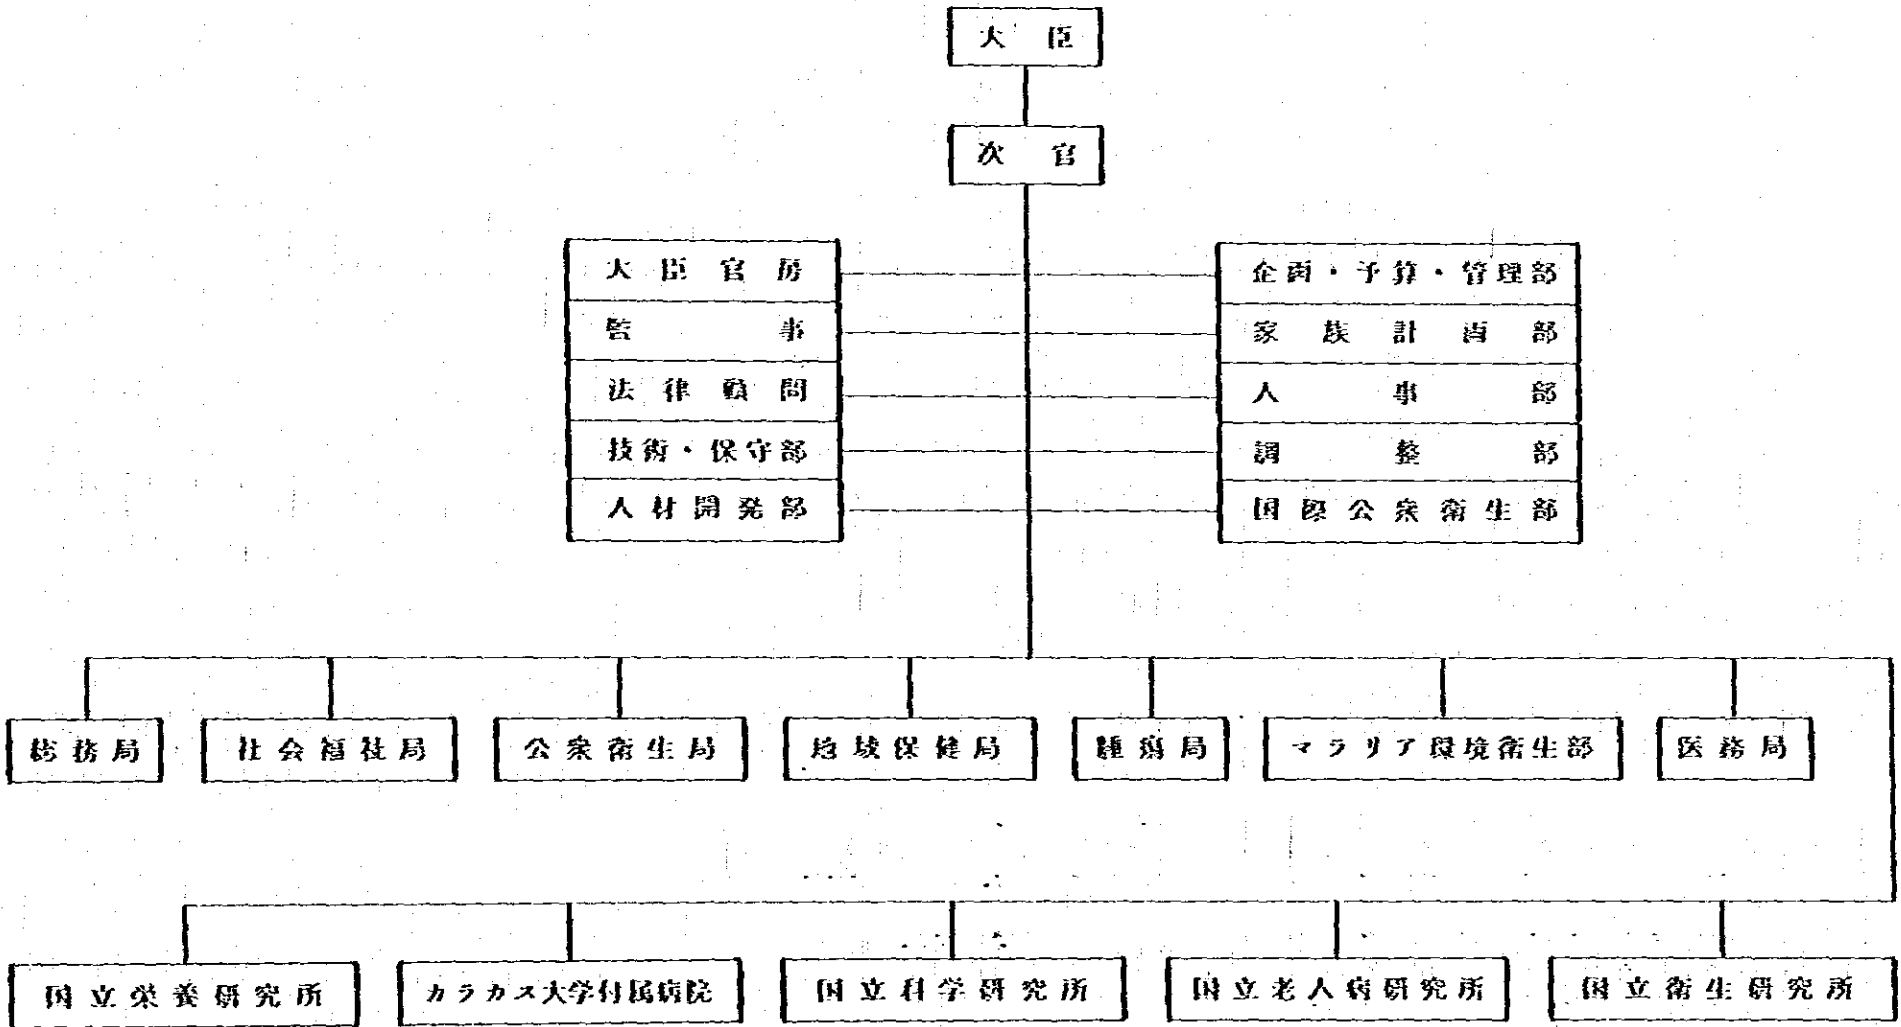 大臣
次官
大臣官房
監事
法律顧問
技術・保守部
人材開発部
企画・予算・管理部
家族計画部
人事部
調整部
国際公衆衛生部
総務局
社会福祉局
公衆衛生局
地域保健局
腫瘍局
マラリア環境衛生部
医務局
国立栄養研究所
カラカス大学付属病院
国立科学研究所
国立老人病研究所
国立衛生研究所